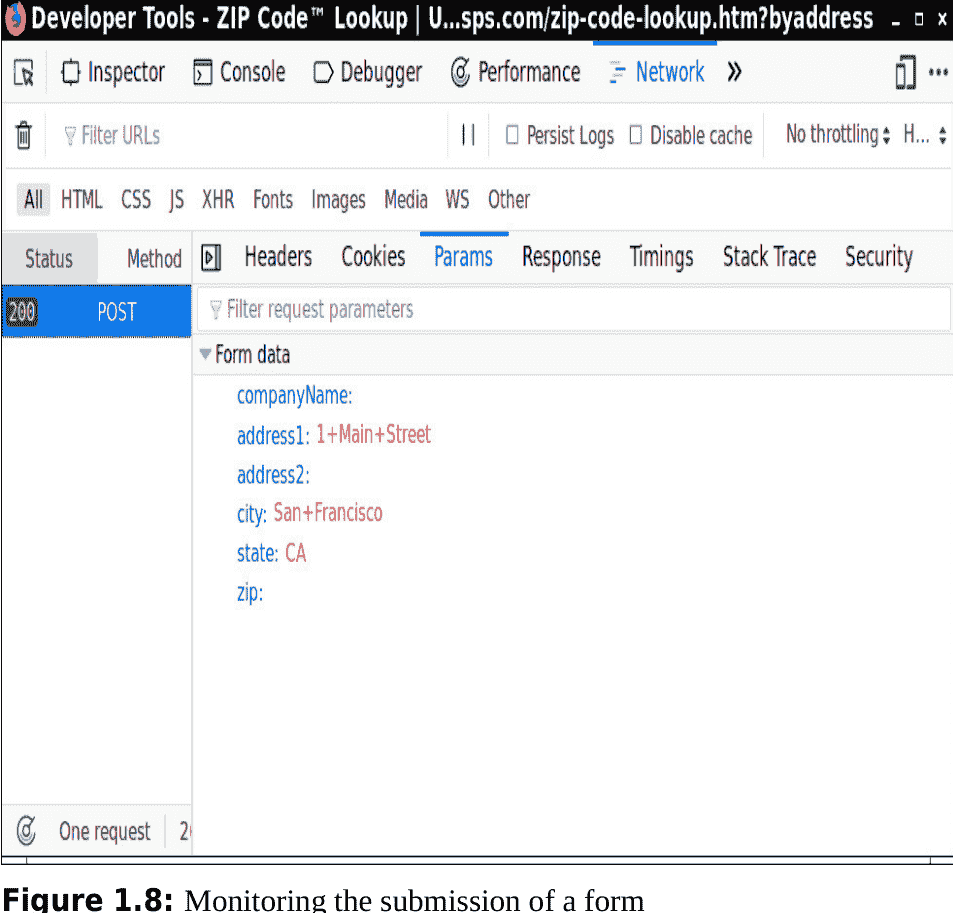 Developer Tools - ZIP Code™ Lookup | U...sps.com/zip-code-lookup.htm?byaddress
Inspector Console Debugger Performance Network
Filter URLs Persist Logs Disable cache No throttling H...
All HTML CSS JS XHR Fonts Images Media WS Other
Status Method Headers Cookies Params Response Timings Stack Trace Security
200 POST Filter request parameters
Form data
companyName:
address1: 1+Main+Street
address2:
city: San+Francisco
state: CA
zip:
One request
Figure 1.8: Monitoring the submission of a form